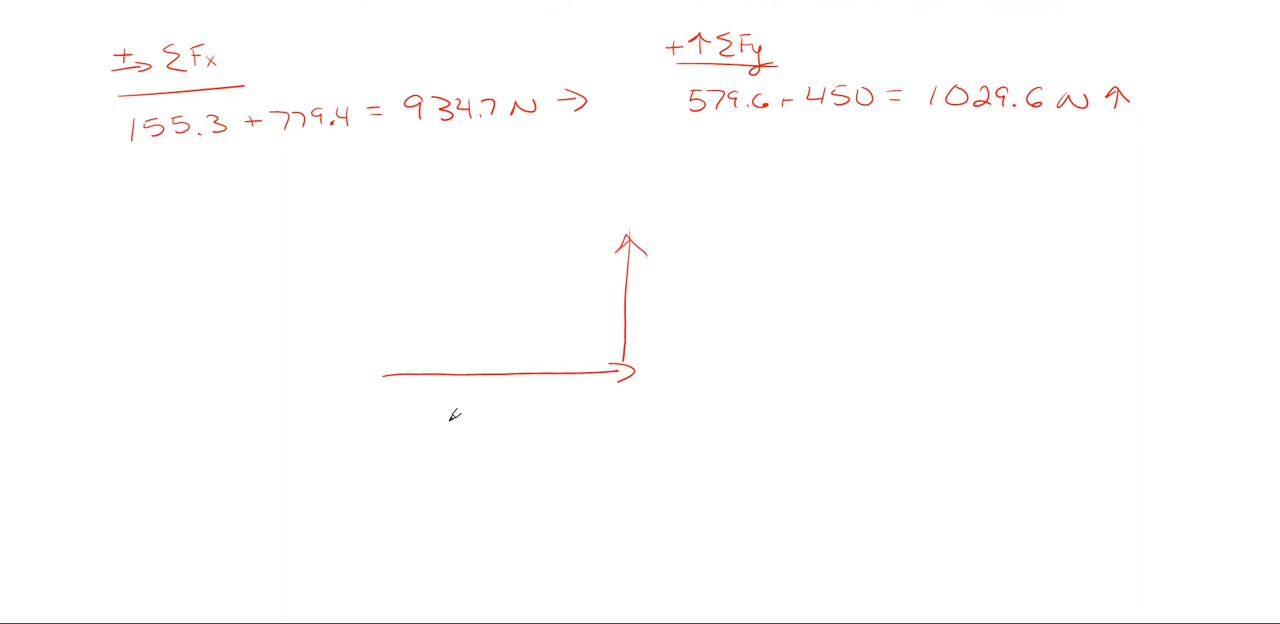 +→ ΣFx
155.3 + 779.4 = 934.7 N →
+↑ ΣFy
579.6 + 450 = 1029.6 N ↑